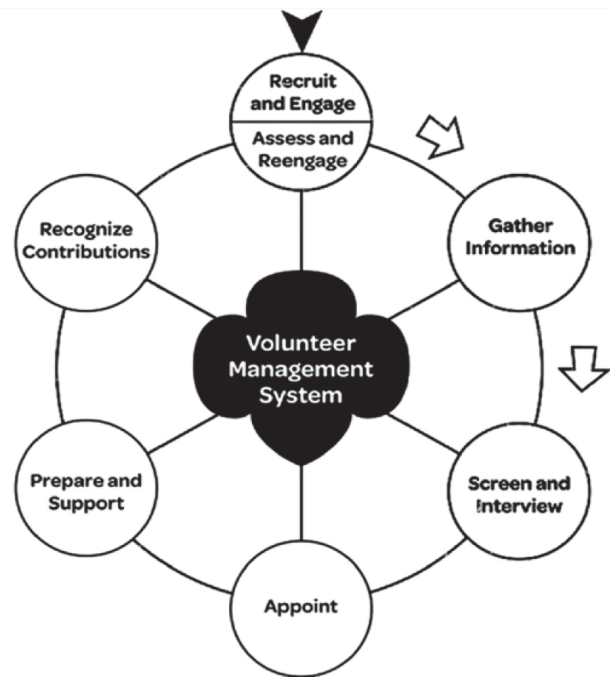 Recruit
and Engage
Assess and
Reengage
Gather
Information
Screen and
Interview
Appoint
Prepare and
Support
Recognize
Contributions
Volunteer
Management
System